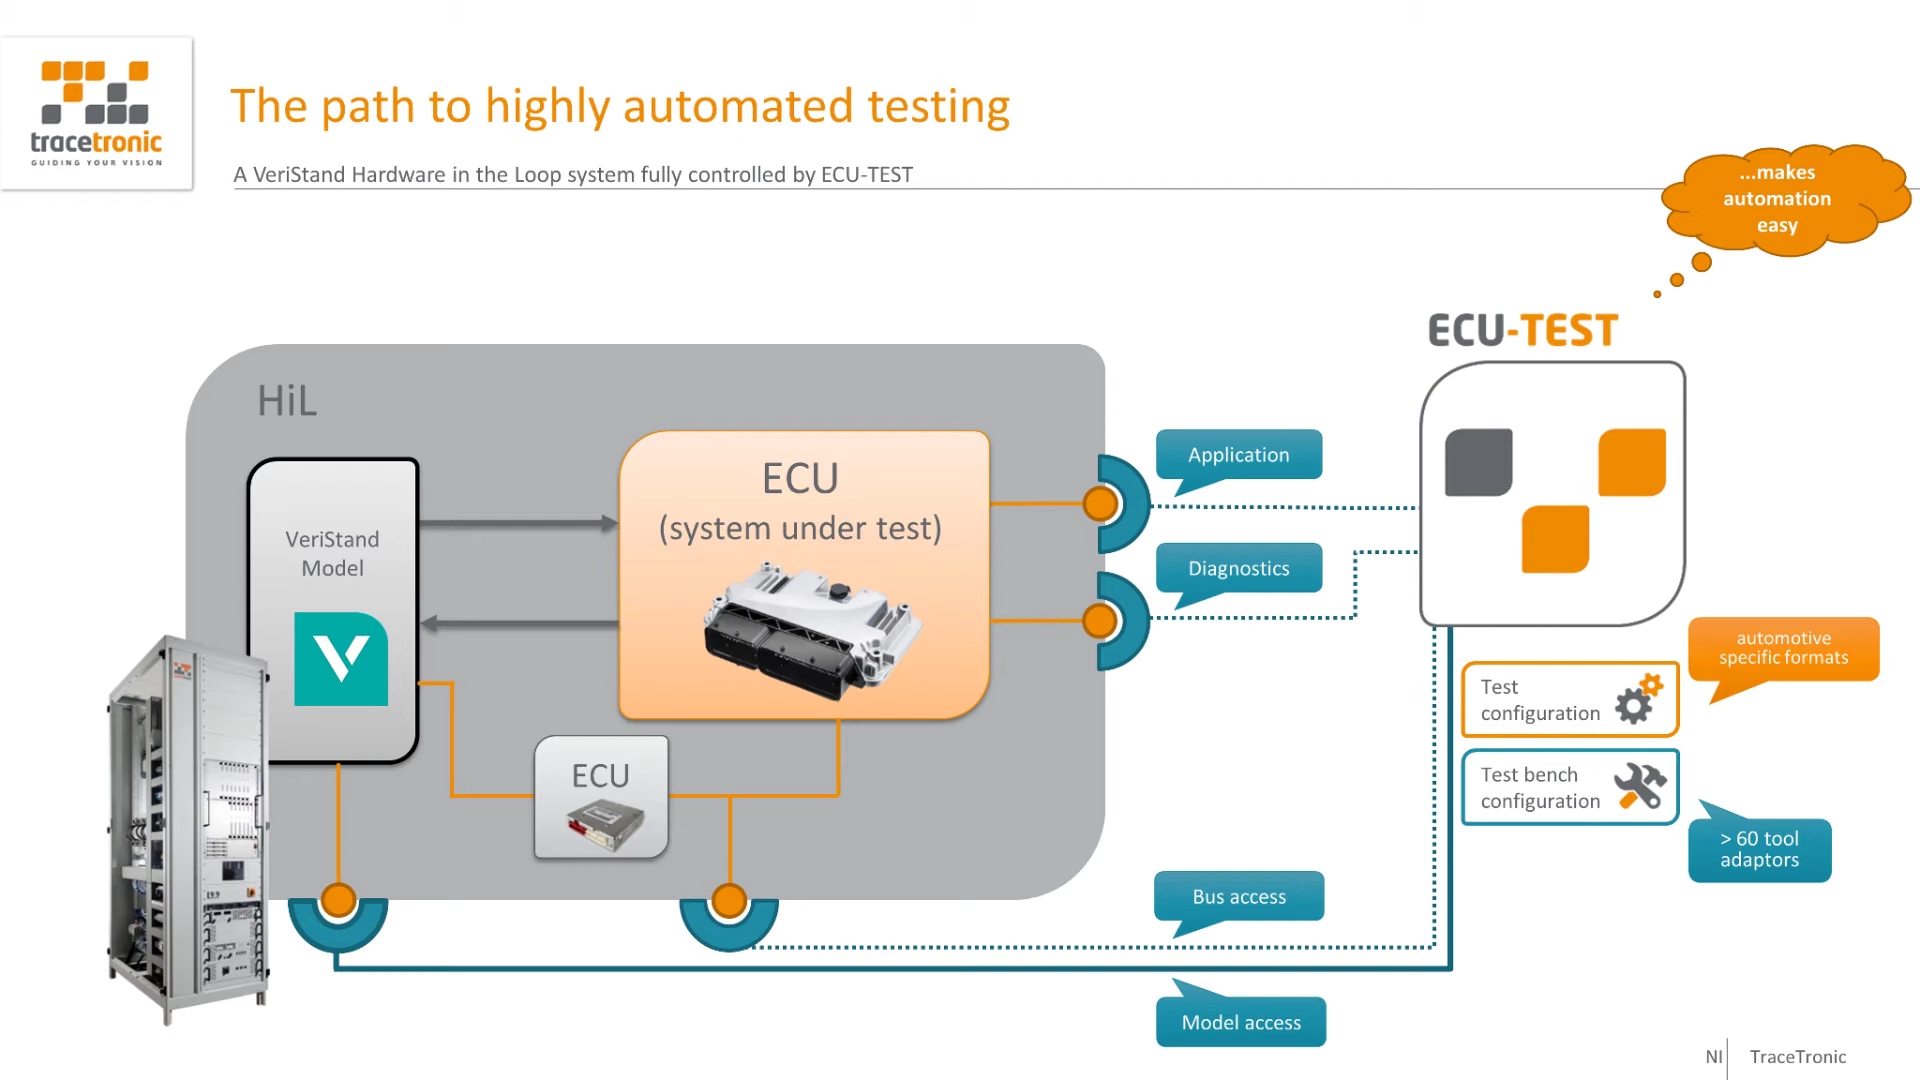 tracetronic
GUIDING YOUR VISION
The path to highly automated testing
A VeriStand Hardware in the Loop system fully controlled by ECU-TEST
...makes
automation
easy
ECU-TEST
HiL
VeriStand
Model
ECU
(system under test)
ECU
Application
Diagnostics
automotive
specific formats
Test
configuration
Test bench
configuration
> 60 tool
adaptors
Bus access
Model access
NI
TraceTronic